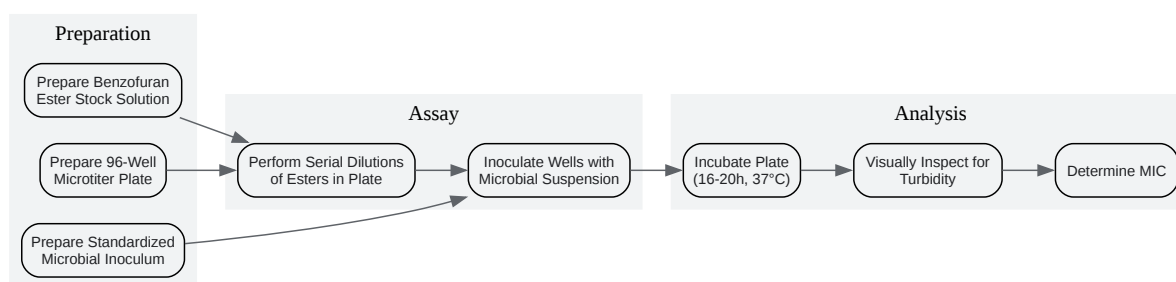 Preparation
Prepare Benzofuran
Ester Stock Solution
Prepare 96-Well
Microtiter Plate
Prepare Standardized
Microbial Inoculum
Assay
Perform Serial Dilutions
of Esters in Plate
Inoculate Wells with
Microbial Suspension
Analysis
Incubate Plate
(16-20h, 37°C)
Visually Inspect for
Turbidity
Determine MIC